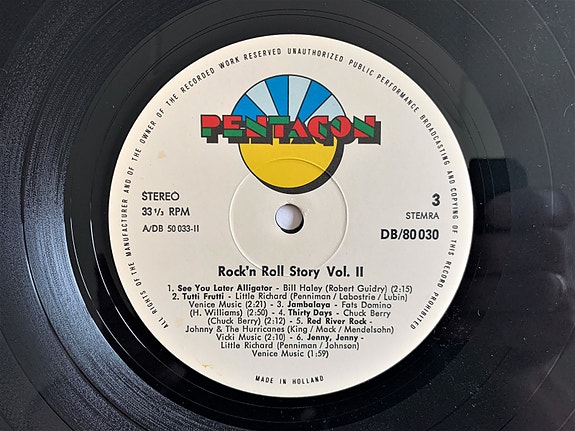 ALL RIGHTS OF THE MANUFACTURER AND OF THE OWNER OF THE RECORDED WORK RESERVED UNAUTHORIZED PUBLIC PERFORMANCE BROADCASTING AND COPYING OF THIS RECORD PROHIBITED
PENTAGON
STEREO
33 1/3 RPM
A/DB 50 033-II
3
STEMRA
DB/80 030
Rock'n Roll Story Vol. II
1. See You Later Alligator - Bill Haley (Robert Guidry) (2:15)
2. Tutti Frutti - Little Richard (Penniman / Labostrie / Lubin)
Venice Music (2:21) - 3. Jambalaya - Fats Domino
(H. Williams) (2:50) - 4. Thirty Days - Chuck Berry
(Chuck Berry) (2:12) - 5. Red River Rock -
Johnny & The Hurricanes (King / Mack / Mendelsohn)
Vicki Music (2:10) - 6. Jenny, Jenny -
Little Richard (Penniman / Johnson)
Venice Music (1:59)
MADE IN HOLLAND